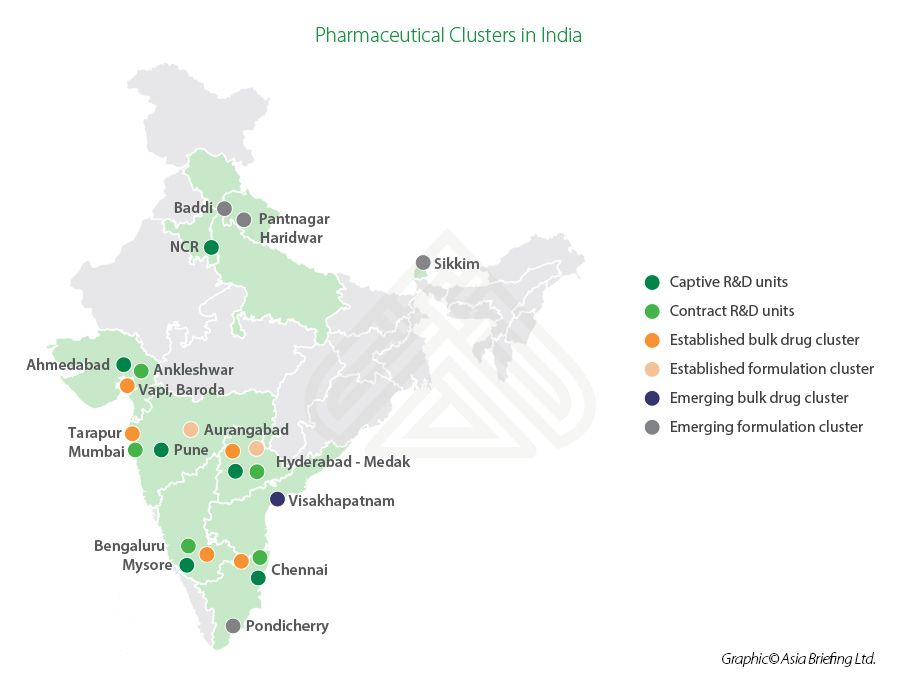 Pharmaceutical Clusters in India
Baddi
Pantnagar
Haridwar
NCR
Sikkim
Captive R&D units
Contract R&D units
Established bulk drug cluster
Established formulation cluster
Emerging bulk drug cluster
Emerging formulation cluster
Ahmedabad
Ankleshwar
Vapi, Baroda
Tarapur
Mumbai
Aurangabad
Pune
Hyderabad - Medak
Visakhapatnam
Bengaluru
Mysore
Chennai
Pondicherry
Graphic© Asia Briefing Ltd.